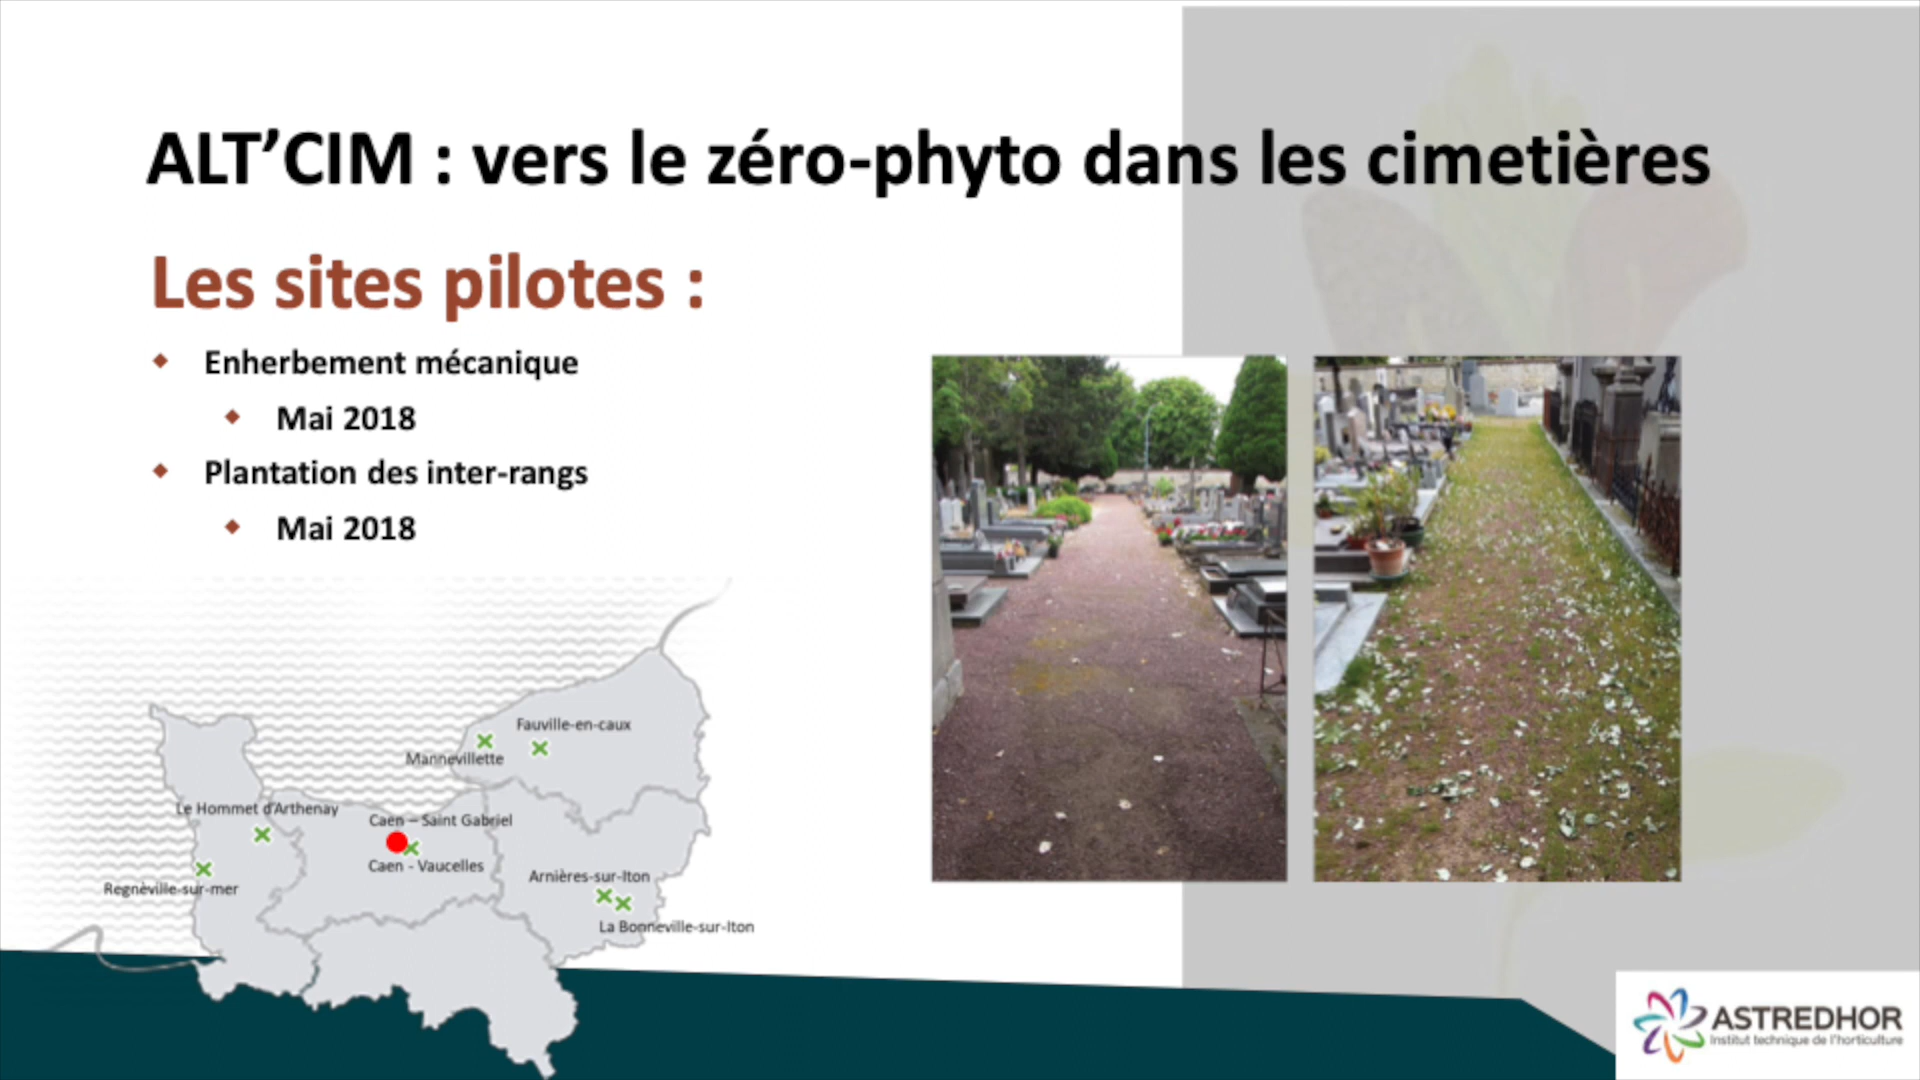 ALT’CIM : vers le zéro-phyto dans les cimetières
Les sites pilotes :
Enherbement mécanique
Mai 2018
Plantation des inter-rangs
Mai 2018
Fauville-en-caux
Mannevillette
Le Hommet d’Arthenay
Caen – Saint Gabriel
Caen - Vaucelles
Regnèville-sur-mer
Arnières-sur-Iton
La Bonneville-sur-Iton
ASTREDHOR
Institut technique de l’horticulture